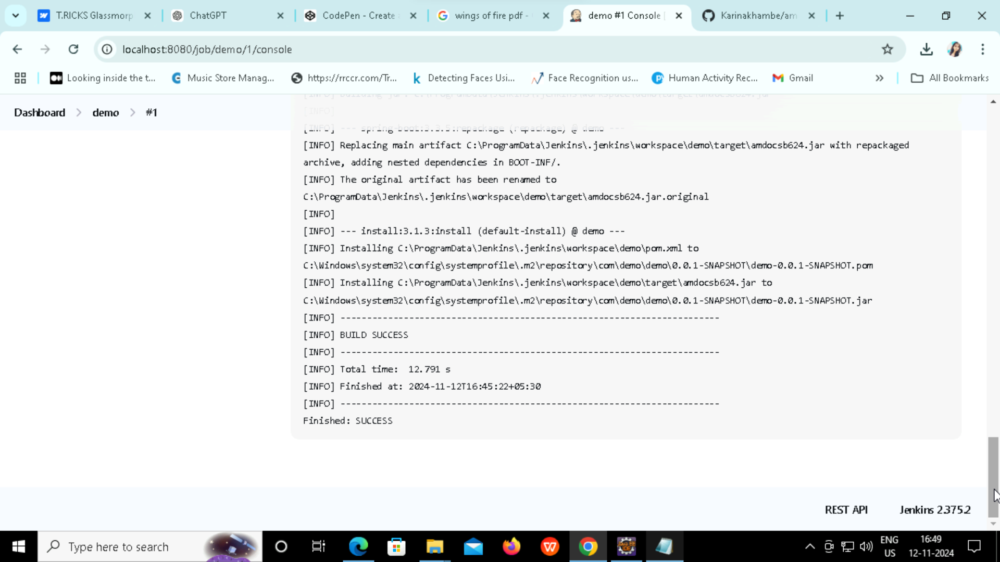 T.RICKS Glassmorp
ChatGPT
CodePen - Create
wings of fire pdf -
demo #1 Console
Karinakhambe/am
localhost:8080/job/demo/1/console
Looking inside the t...
Music Store Manag...
https://rrccr.com/Tr...
Detecting Faces Usi...
Face Recognition us...
Human Activity Rec...
Gmail
All Bookmarks
Dashboard > demo > #1
[INFO] Building jar: C:\ProgramData\Jenkins\.jenkins\workspace\demo\target\amdocsb624.jar
[INFO]
[INFO] --- spring-boot:3.3.5:repackage (repackage) @ demo ---
[INFO] Replacing main artifact C:\ProgramData\Jenkins\.jenkins\workspace\demo\target\amdocsb624.jar with repackaged
archive, adding nested dependencies in BOOT-INF/.
[INFO] The original artifact has been renamed to
C:\ProgramData\Jenkins\.jenkins\workspace\demo\target\amdocsb624.jar.original
[INFO]
[INFO] --- install:3.1.3:install (default-install) @ demo ---
[INFO] Installing C:\ProgramData\Jenkins\.jenkins\workspace\demo\pom.xml to
C:\Windows\system32\config\systemprofile\.m2\repository\com\demo\demo\0.0.1-SNAPSHOT\demo-0.0.1-SNAPSHOT.pom
[INFO] Installing C:\ProgramData\Jenkins\.jenkins\workspace\demo\target\amdocsb624.jar to
C:\Windows\system32\config\systemprofile\.m2\repository\com\demo\demo\0.0.1-SNAPSHOT\demo-0.0.1-SNAPSHOT.jar
[INFO] ------------------------------------------------------------------------
[INFO] BUILD SUCCESS
[INFO] ------------------------------------------------------------------------
[INFO] Total time:  12.791 s
[INFO] Finished at: 2024-11-12T16:45:22+05:30
[INFO] ------------------------------------------------------------------------
Finished: SUCCESS
REST API
Jenkins 2.375.2
Type here to search
ENG
US
16:49
12-11-2024